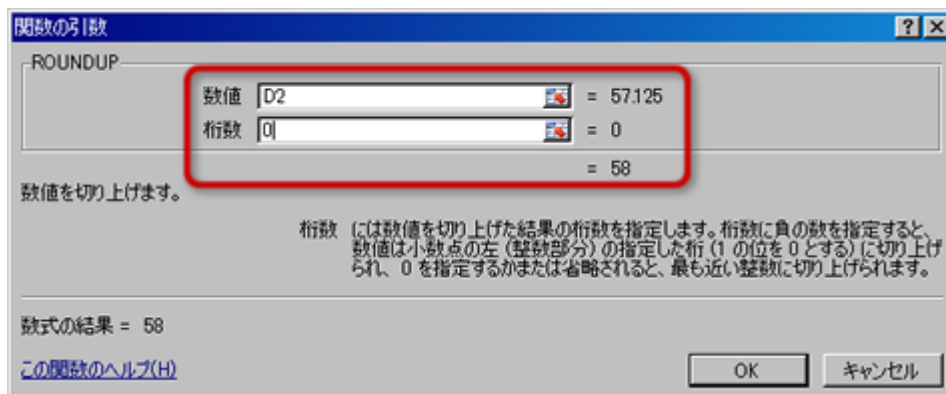 関数の引数
ROUNDUP
数値 D2 = 57.125
桁数 0 = 0
= 58
数値を切り上げます。
桁数 には数値を切り上げた結果の桁数を指定します。桁数に負の数を指定すると、
数値は小数点の左 (整数部分) の指定した桁 (1 の位を 0 とする) に切り上げ
られ、0 を指定するかまたは省略されると、最も近い整数に切り上げられます。
数式の結果 = 58
この関数のヘルプ(H)
OK キャンセル